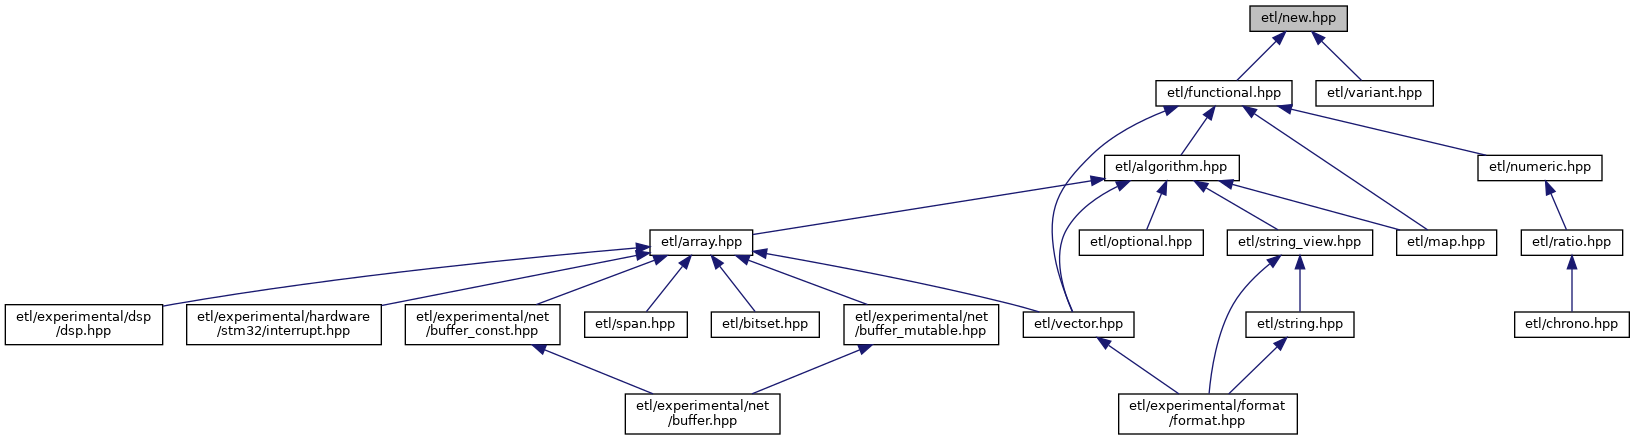 etl/new.hpp
etl/functional.hpp
etl/variant.hpp
etl/algorithm.hpp
etl/numeric.hpp
etl/array.hpp
etl/optional.hpp
etl/string_view.hpp
etl/map.hpp
etl/ratio.hpp
etl/experimental/dsp
/dsp.hpp
etl/experimental/hardware
/stm32/interrupt.hpp
etl/experimental/net
/buffer_const.hpp
etl/span.hpp
etl/bitset.hpp
etl/experimental/net
/buffer_mutable.hpp
etl/vector.hpp
etl/string.hpp
etl/chrono.hpp
etl/experimental/net
/buffer.hpp
etl/experimental/format
/format.hpp